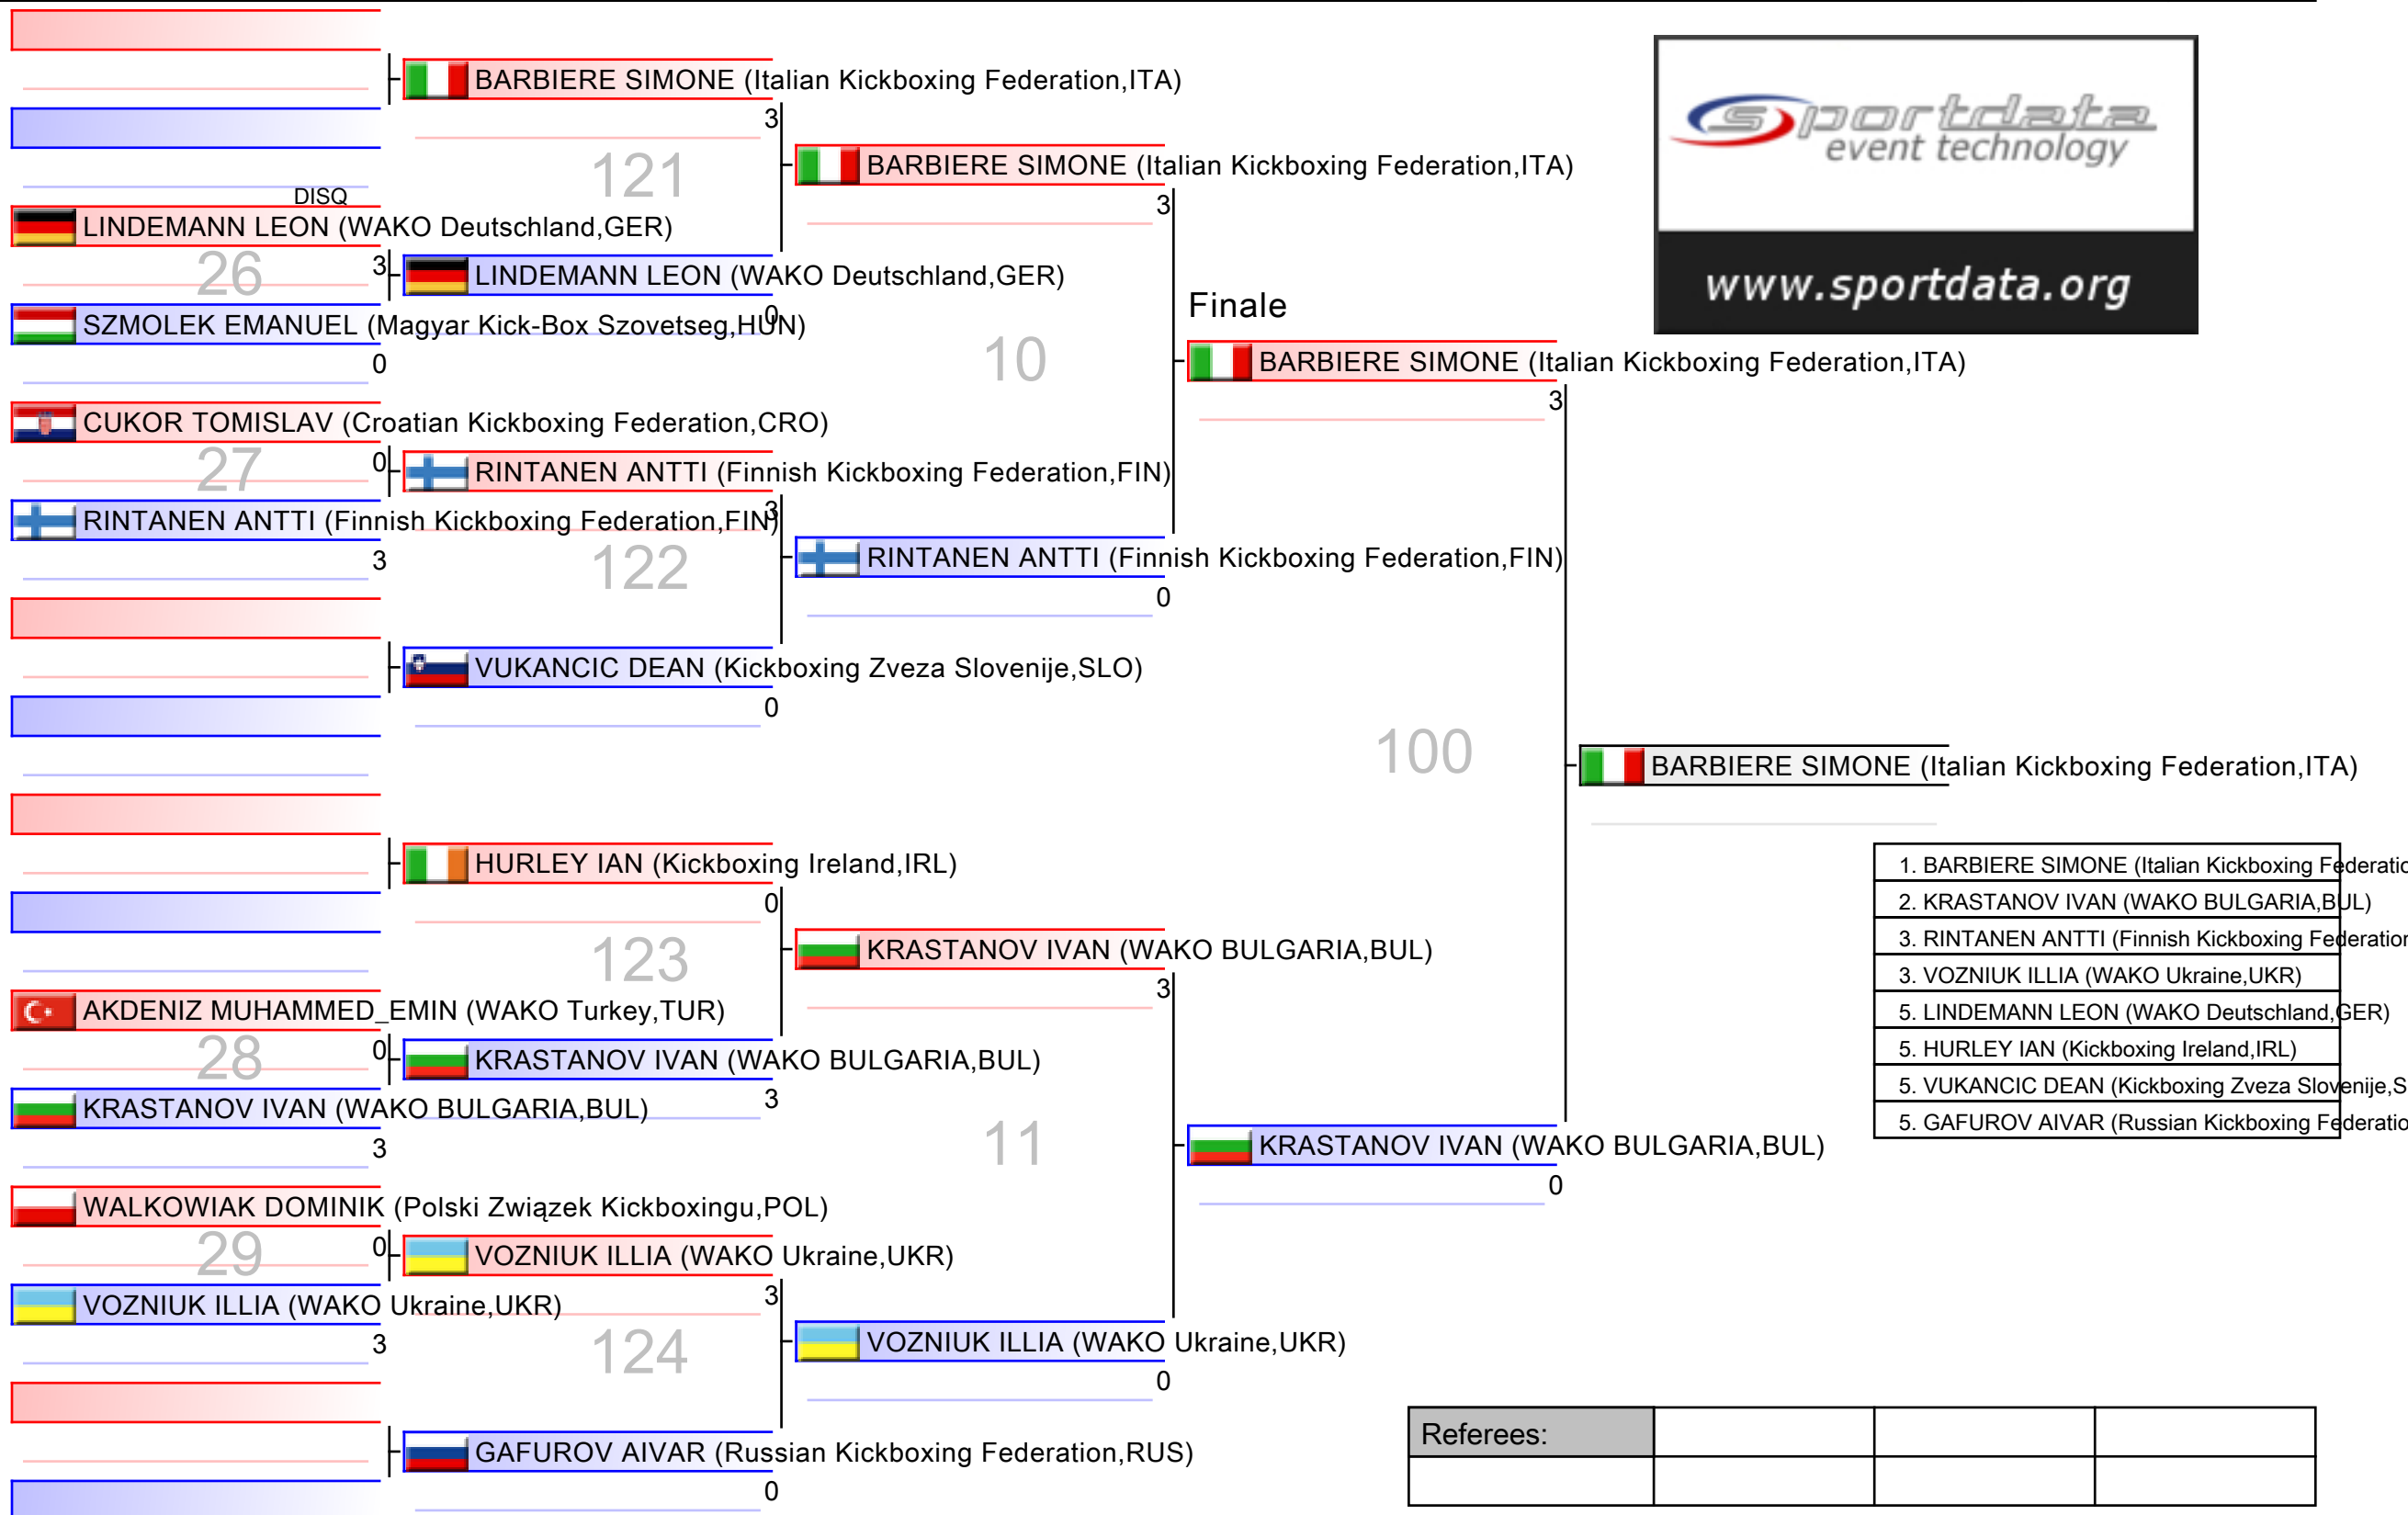 BARBIERE SIMONE (Italian Kickboxing Federation,ITA)
3
121
BARBIERE SIMONE (Italian Kickboxing Federation,ITA)
3
DISQ
LINDEMANN LEON (WAKO Deutschland,GER)
26
3
LINDEMANN LEON (WAKO Deutschland,GER)
0
SZMOLEK EMANUEL (Magyar Kick-Box Szovetseg,HUN)
0
10
sportdata
event technology
www.sportdata.org
Finale
BARBIERE SIMONE (Italian Kickboxing Federation,ITA)
3
CUKOR TOMISLAV (Croatian Kickboxing Federation,CRO)
27
0
RINTANEN ANTTI (Finnish Kickboxing Federation,FIN)
3
RINTANEN ANTTI (Finnish Kickboxing Federation,FIN)
3
122
RINTANEN ANTTI (Finnish Kickboxing Federation,FIN)
0
VUKANCIC DEAN (Kickboxing Zveza Slovenije,SLO)
0
100
BARBIERE SIMONE (Italian Kickboxing Federation,ITA)
HURLEY IAN (Kickboxing Ireland,IRL)
0
123
KRASTANOV IVAN (WAKO BULGARIA,BUL)
3
AKDENIZ MUHAMMED_EMIN (WAKO Turkey,TUR)
28
0
KRASTANOV IVAN (WAKO BULGARIA,BUL)
3
KRASTANOV IVAN (WAKO BULGARIA,BUL)
3
11
KRASTANOV IVAN (WAKO BULGARIA,BUL)
0
WALKOWIAK DOMINIK (Polski Związek Kickboxingu,POL)
29
0
VOZNIUK ILLIA (WAKO Ukraine,UKR)
3
VOZNIUK ILLIA (WAKO Ukraine,UKR)
3
124
VOZNIUK ILLIA (WAKO Ukraine,UKR)
0
GAFUROV AIVAR (Russian Kickboxing Federation,RUS)
0
1. BARBIERE SIMONE (Italian Kickboxing Federatio
2. KRASTANOV IVAN (WAKO BULGARIA,BUL)
3. RINTANEN ANTTI (Finnish Kickboxing Federation
3. VOZNIUK ILLIA (WAKO Ukraine,UKR)
5. LINDEMANN LEON (WAKO Deutschland,GER)
5. HURLEY IAN (Kickboxing Ireland,IRL)
5. VUKANCIC DEAN (Kickboxing Zveza Slovenije,S
5. GAFUROV AIVAR (Russian Kickboxing Federatio
Referees: